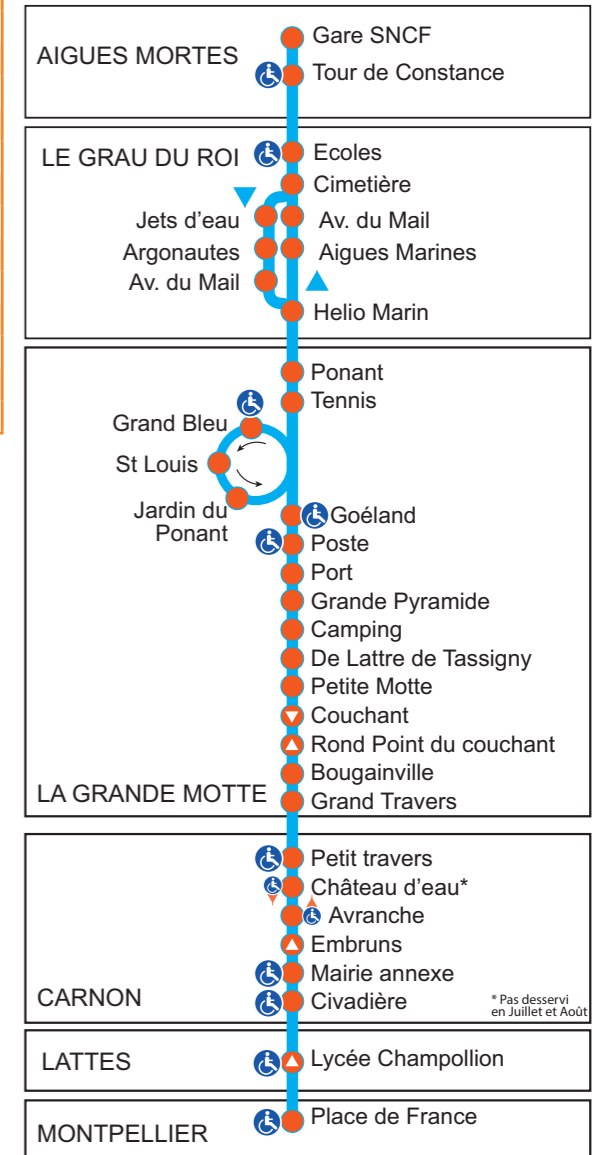 AIGUES MORTES
Gare SNCF
Tour de Constance
LE GRAU DU ROI
Ecoles
Cimetière
Jets d'eau
Av. du Mail
Argonautes
Aigues Marines
Av. du Mail
Helio Marin
Ponant
Tennis
Grand Bleu
St Louis
Jardin du
Ponant
Goéland
Poste
Port
Grande Pyramide
Camping
De Lattre de Tassigny
Petite Motte
Couchant
Rond Point du couchant
Bougainville
LA GRANDE MOTTE
Grand Travers
Petit travers
Château d'eau*
Avranche
Embruns
Mairie annexe
CARNON
Civadière
* Pas desservi
en Juillet et Août
LATTES
Lycée Champollion
Place de France
MONTPELLIER